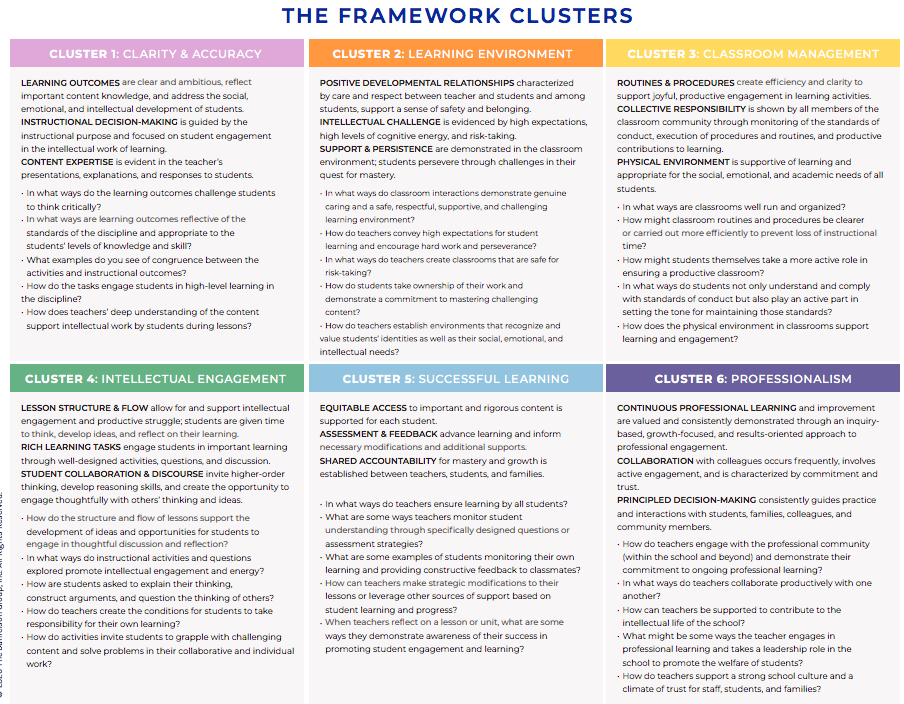 THE FRAMEWORK CLUSTERS
CLUSTER 1: CLARITY & ACCURACY
LEARNING OUTCOMES are clear and ambitious, reflect
important content knowledge, and address the social,
emotional, and intellectual development of students.
INSTRUCTIONAL DECISION-MAKING is guided by the
instructional purpose and focused on student engagement
in the intellectual work of learning.
CONTENT EXPERTISE is evident in the teacher's
presentations, explanations, and responses to students.
· In what ways do the learning outcomes challenge students
to think critically?
· In what ways are learning outcomes reflective of the
standards of the discipline and appropriate to the
students' levels of knowledge and skill?
· What examples do you see of congruence between the
activities and instructional outcomes?
· How do the tasks engage students in high-level learning in
the discipline?
· How does teachers' deep understanding of the content
support intellectual work by students during lessons?
CLUSTER 2: LEARNING ENVIRONMENT
POSITIVE DEVELOPMENTAL RELATIONSHIPS characterized
by care and respect between teacher and students and among
students, support a sense of safety and belonging.
INTELLECTUAL CHALLENGE is evidenced by high expectations,
high levels of cognitive energy, and risk-taking.
SUPPORT & PERSISTENCE are demonstrated in the classroom
environment; students persevere through challenges in their
quest for mastery.
· In what ways do classroom interactions demonstrate genuine
caring and a safe, respectful, supportive, and challenging
learning environment?
· How do teachers convey high expectations for student
learning and encourage hard work and perseverance?
· In what ways do teachers create classrooms that are safe for
risk-taking?
· How do students take ownership of their work and
demonstrate a commitment to mastering challenging
content?
· How do teachers establish environments that recognize and
value students' identities as well as their social, emotional, and
intellectual needs?
CLUSTER 3: CLASSROOM MANAGEMENT
ROUTINES & PROCEDURES create efficiency and clarity to
support joyful, productive engagement in learning activities.
COLLECTIVE RESPONSIBILITY is shown by all members of the
classroom community through monitoring of the standards of
conduct, execution of procedures and routines, and productive
contributions to learning.
PHYSICAL ENVIRONMENT is supportive of learning and
appropriate for the social, emotional, and academic needs of all
students.
· In what ways are classrooms well run and organized?
· How might classroom routines and procedures be clearer
or carried out more efficiently to prevent loss of instructional
time?
· How might students themselves take a more active role in
ensuring a productive classroom?
· In what ways do students not only understand and comply
with standards of conduct but also play an active part in
setting the tone for maintaining those standards?
· How does the physical environment in classrooms support
learning and engagement?
CLUSTER 4: INTELLECTUAL ENGAGEMENT
LESSON STRUCTURE & FLOW allow for and support intellectual
engagement and productive struggle; students are given time
to think, develop ideas, and reflect on their learning.
RICH LEARNING TASKS engage students in important learning
through well-designed activities, questions, and discussion.
STUDENT COLLABORATION & DISCOURSE invite higher-order
thinking, develop reasoning skills, and create the opportunity to
engage thoughtfully with others' thinking and ideas.
· How do the structure and flow of lessons support the
development of ideas and opportunities for students to
engage in thoughtful discussion and reflection?
· In what ways do instructional activities and questions
explored promote intellectual engagement and energy?
· How are students asked to explain their thinking,
construct arguments, and question the thinking of others?
· How do teachers create the conditions for students to take
responsibility for their own learning?
· How do activities invite students to grapple with challenging
content and solve problems in their collaborative and individual
work?
CLUSTER 5: SUCCESSFUL LEARNING
EQUITABLE ACCESS to important and rigorous content is
supported for each student.
ASSESSMENT & FEEDBACK advance learning and inform
necessary modifications and additional supports.
SHARED ACCOUNTABILITY for mastery and growth is
established between teachers, students, and families.
· In what ways do teachers ensure learning by all students?
· What are some ways teachers monitor student
understanding through specifically designed questions or
assessment strategies?
· What are some examples of students monitoring their own
learning and providing constructive feedback to classmates?
· How can teachers make strategic modifications to their
lessons or leverage other sources of support based on
student learning and progress?
· When teachers reflect on a lesson or unit, what are some
ways they demonstrate awareness of their success in
promoting student engagement and learning?
CLUSTER 6: PROFESSIONALISM
CONTINUOUS PROFESSIONAL LEARNING and improvement
are valued and consistently demonstrated through an inquiry-
based, growth-focused, and results-oriented approach to
professional engagement.
COLLABORATION with colleagues occurs frequently, involves
active engagement, and is characterized by commitment and
trust.
PRINCIPLED DECISION-MAKING consistently guides practice
and interactions with students, families, colleagues, and
community members.
· How do teachers engage with the professional community
(within the school and beyond) and demonstrate their
commitment to ongoing professional learning?
· In what ways do teachers collaborate productively with one
another?
· How can teachers be supported to contribute to the
intellectual life of the school?
· What might be some ways the teacher engages in
professional learning and takes a leadership role in the
school to promote the welfare of students?
· How do teachers support a strong school culture and a
climate of trust for staff, students, and families?